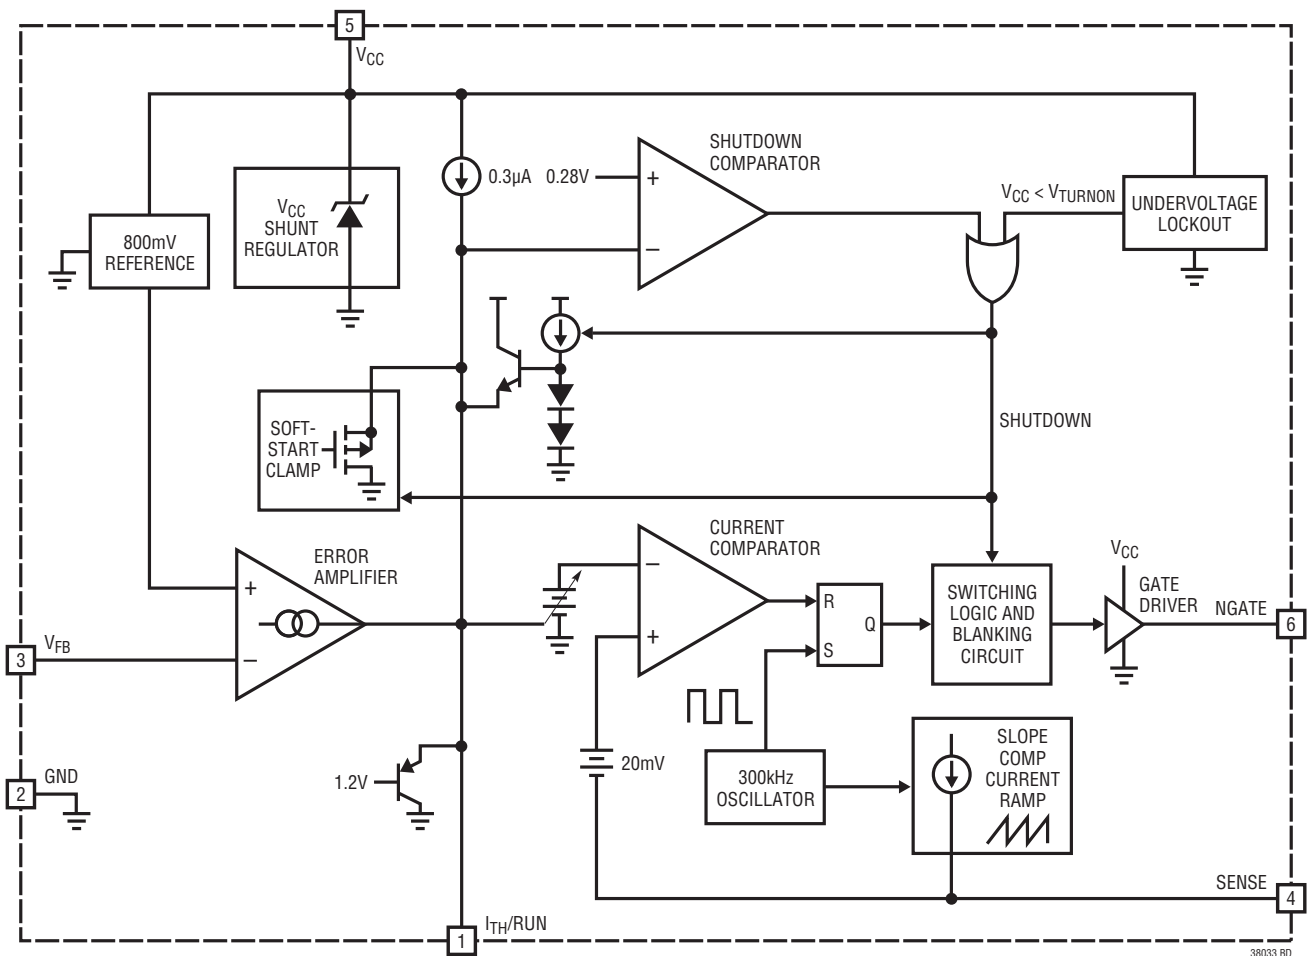 5
VCC
SHUTDOWN
COMPARATOR
0.3µA
0.28V
+
–
VCC < VTURNON
UNDERVOLTAGE
LOCKOUT
VCC
SHUNT
REGULATOR
800mV
REFERENCE
SOFT-
START
CLAMP
SHUTDOWN
ERROR
AMPLIFIER
+
–
CURRENT
COMPARATOR
–
+
R
S
Q
SWITCHING
LOGIC AND
BLANKING
CIRCUIT
VCC
GATE
DRIVER
NGATE
6
3
VFB
2
GND
1.2V
20mV
300kHz
OSCILLATOR
SLOPE
COMP
CURRENT
RAMP
SENSE
4
1
ITH/RUN
38033 BD